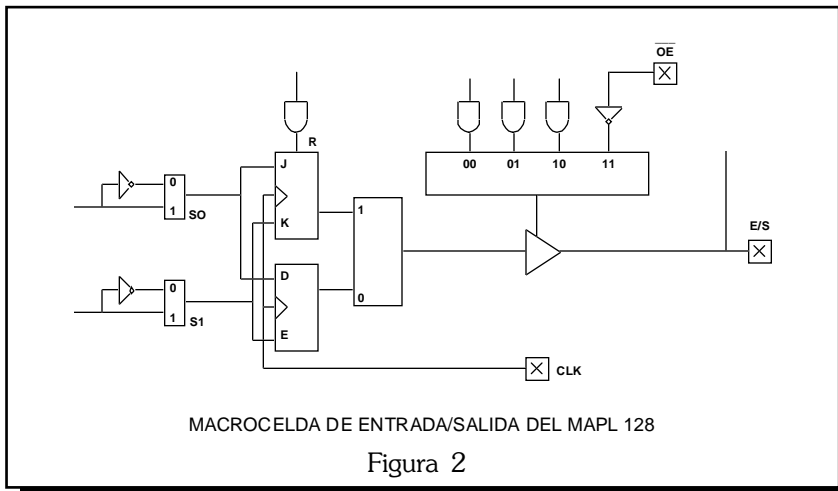 OE
R
00 01 10 11
J
0
1
SO
K
1
E/S
D
0
0
1
S1
E
CLK
MACROCELDA DE ENTRADA/SALIDA DEL MAPL 128
Figura 2